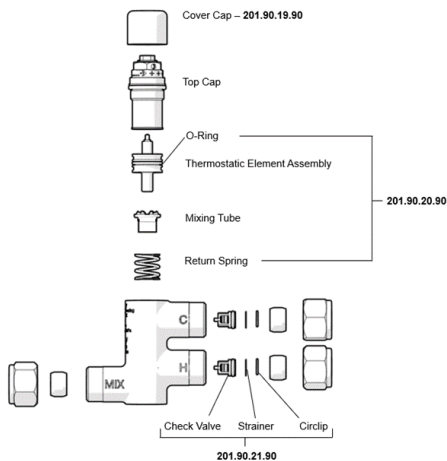 Cover Cap – 201.90.19.90
Top Cap
O-Ring
Thermostatic Element Assembly
201.90.20.90
Mixing Tube
Return Spring
C
H
MIX
Check Valve Strainer Circlip
201.90.21.90